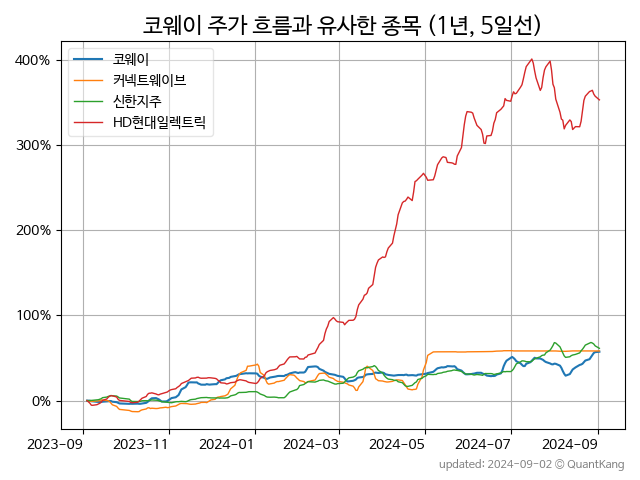 코웨이 주가 흐름과 유사한 종목 (1년, 5일선)
코웨이
커넥트웨이브
신한지주
HD현대일렉트릭
400%
300%
200%
100%
0%
2023-09 2023-11 2024-01 2024-03 2024-05 2024-07 2024-09
updated: 2024-09-02 © QuantKang